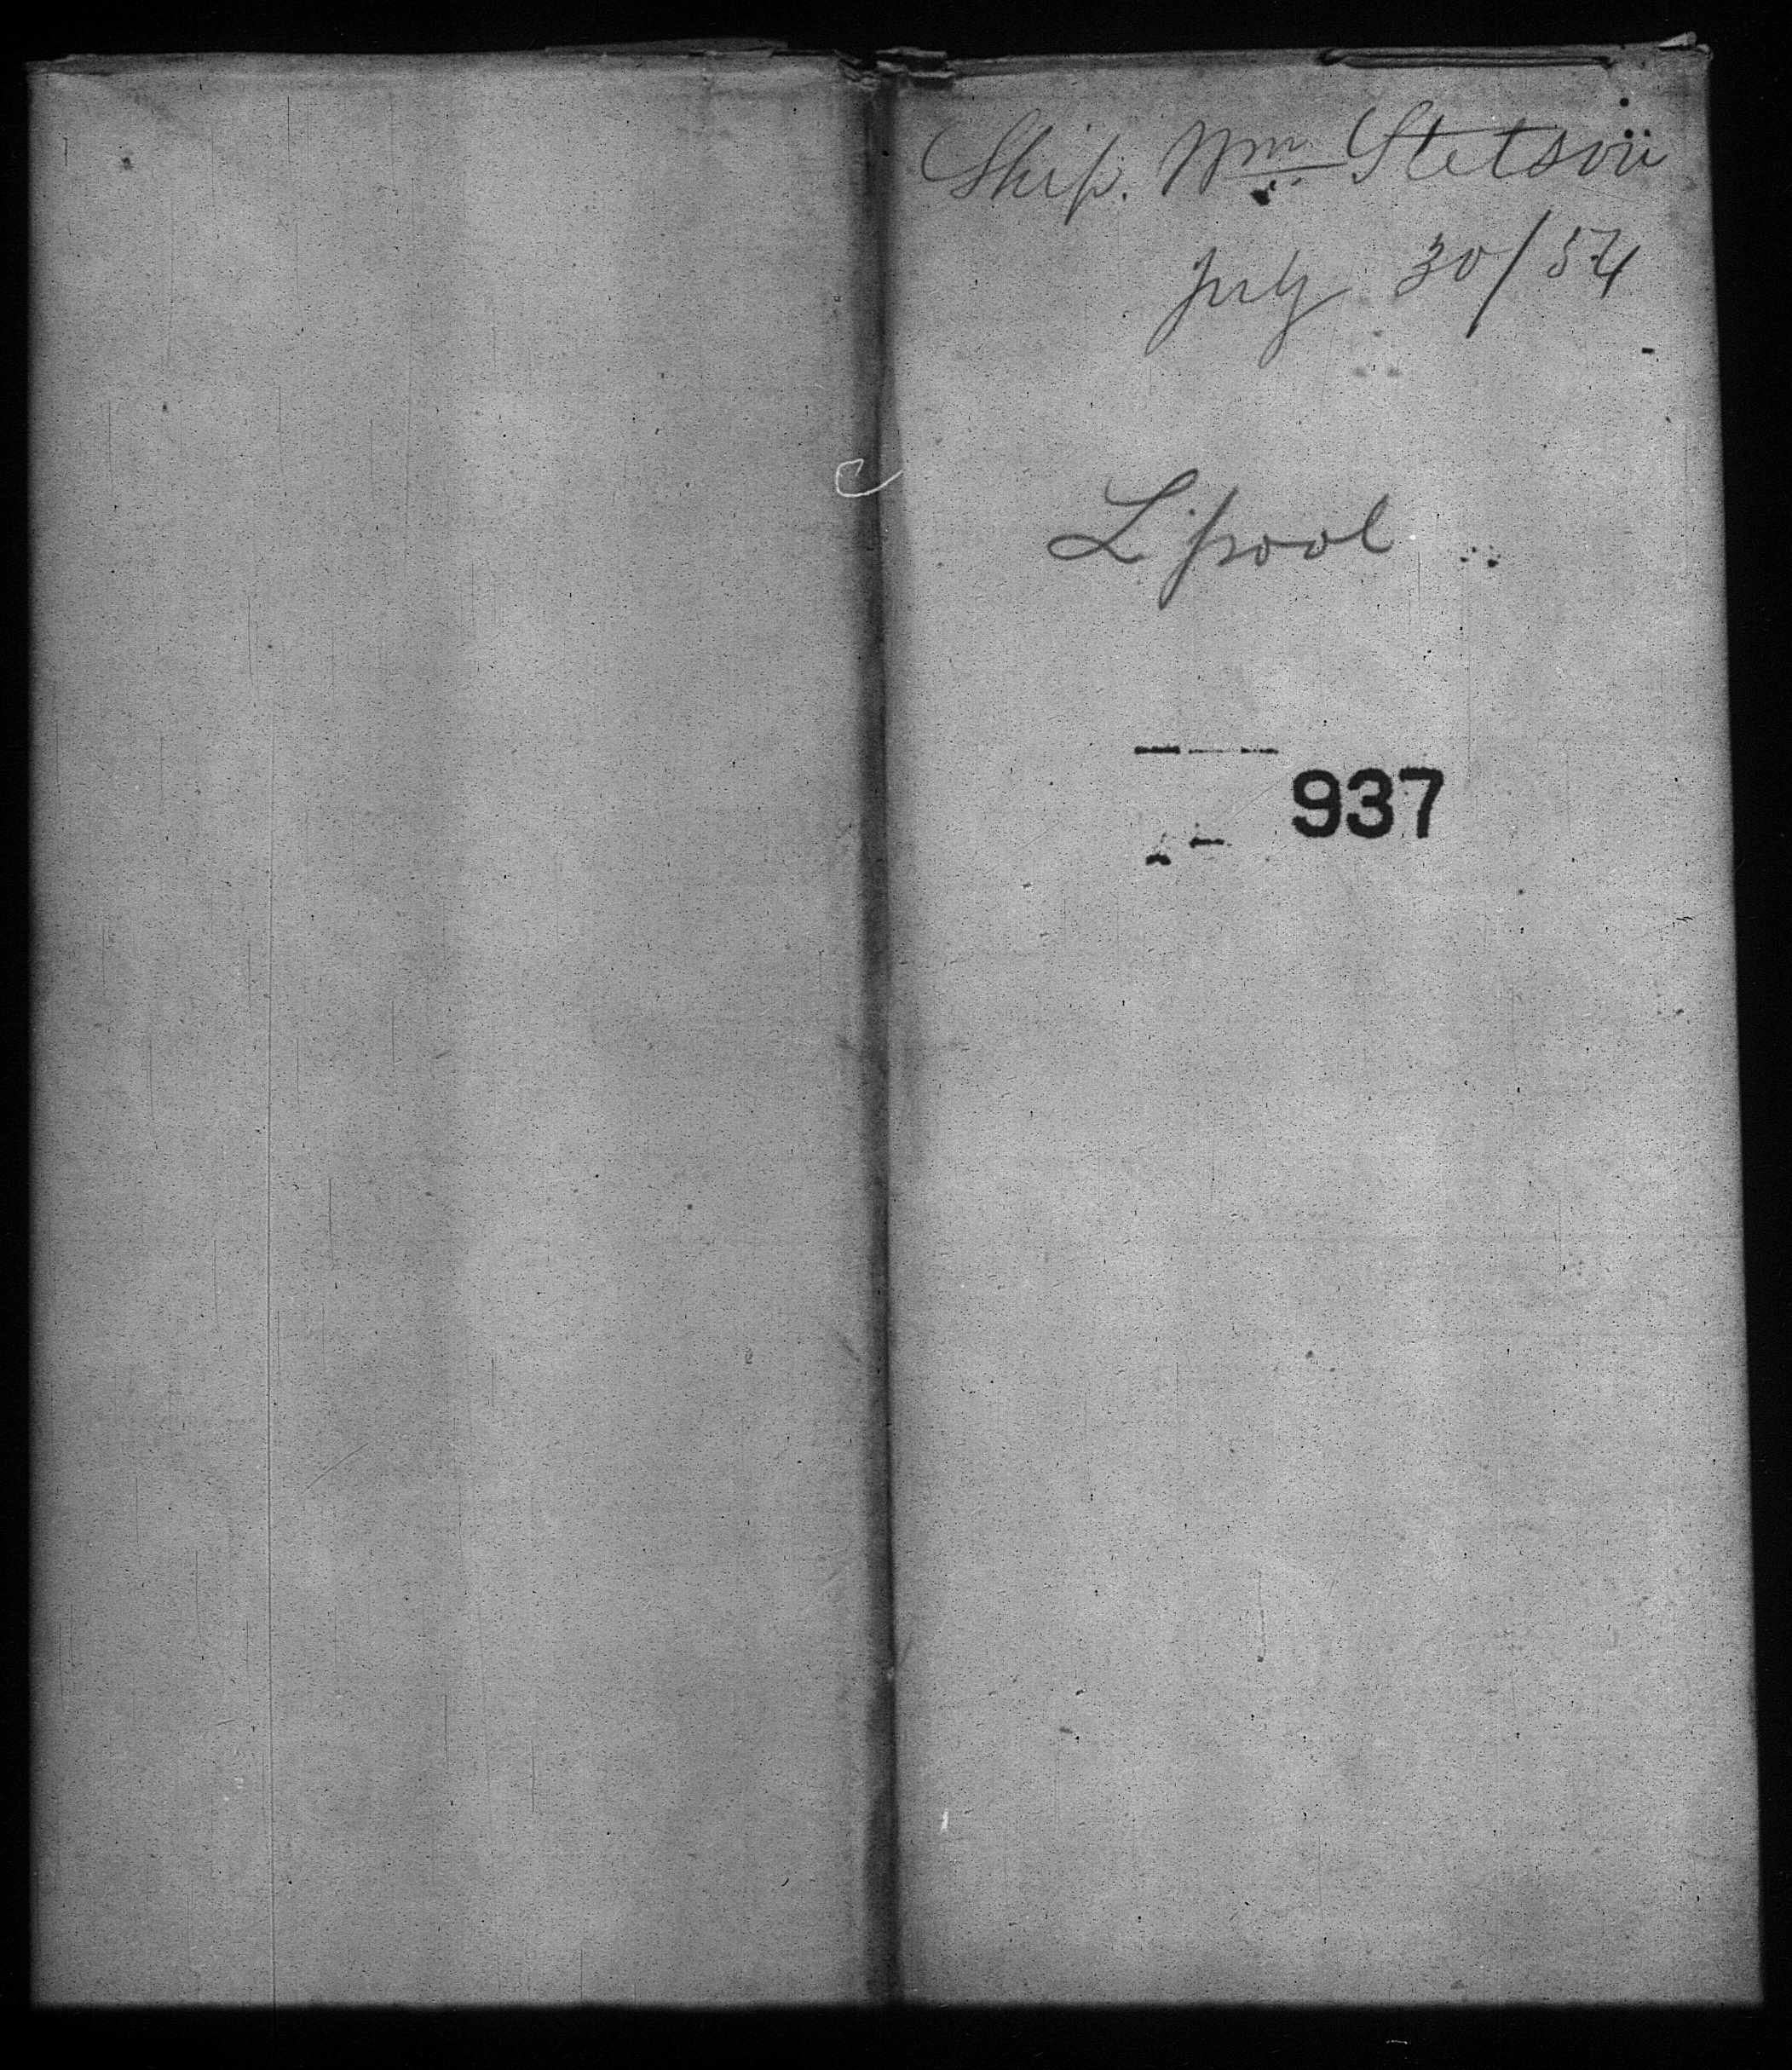 Ship. Wm Stetson
July 30/54
L'pool
937